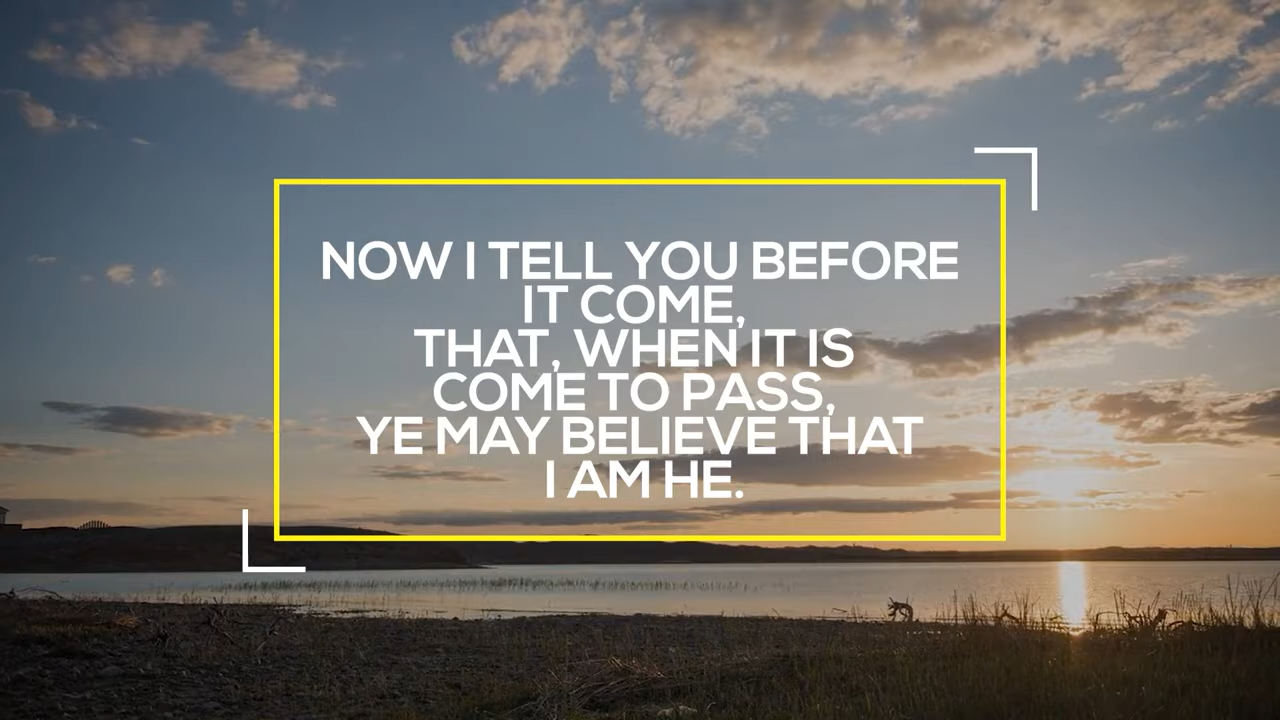 NOW I TELL YOU BEFORE
IT COME,
THAT, WHEN IT IS
COME TO PASS,
YE MAY BELIEVE THAT
I AM HE.